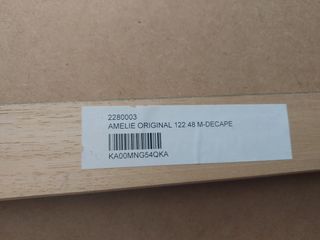 2280003
AMELIE ORIGINAL 122 48 M-DECAPE
KA00MNG54QKA